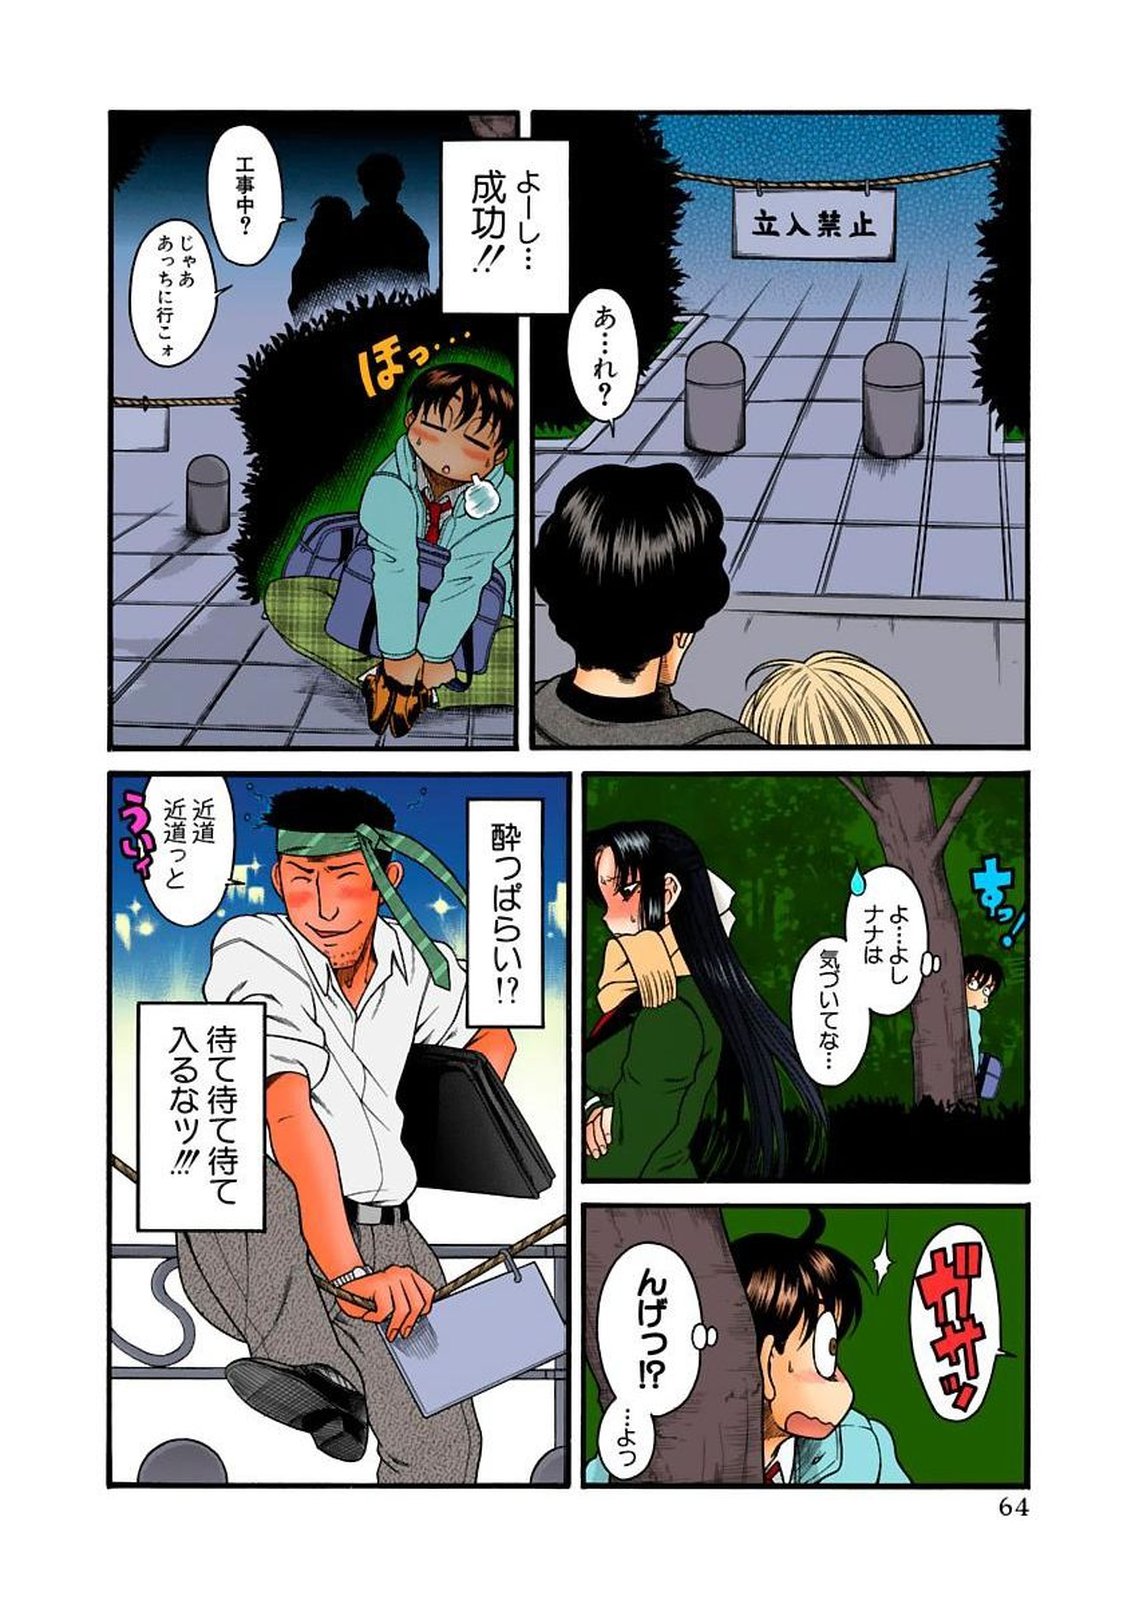 立入禁止
あ…れ？
よーし…
成功!!
工事中？
じゃあ
あっちに行こォ
ほっ…
すっ！
よ…よし
ナナは
気づいてな…
ガサッ
んげっ!?
…よっ
酔っぱらい!?
近道
近道っと
うぃィ
待て待て待て
入るなッ!!!
64